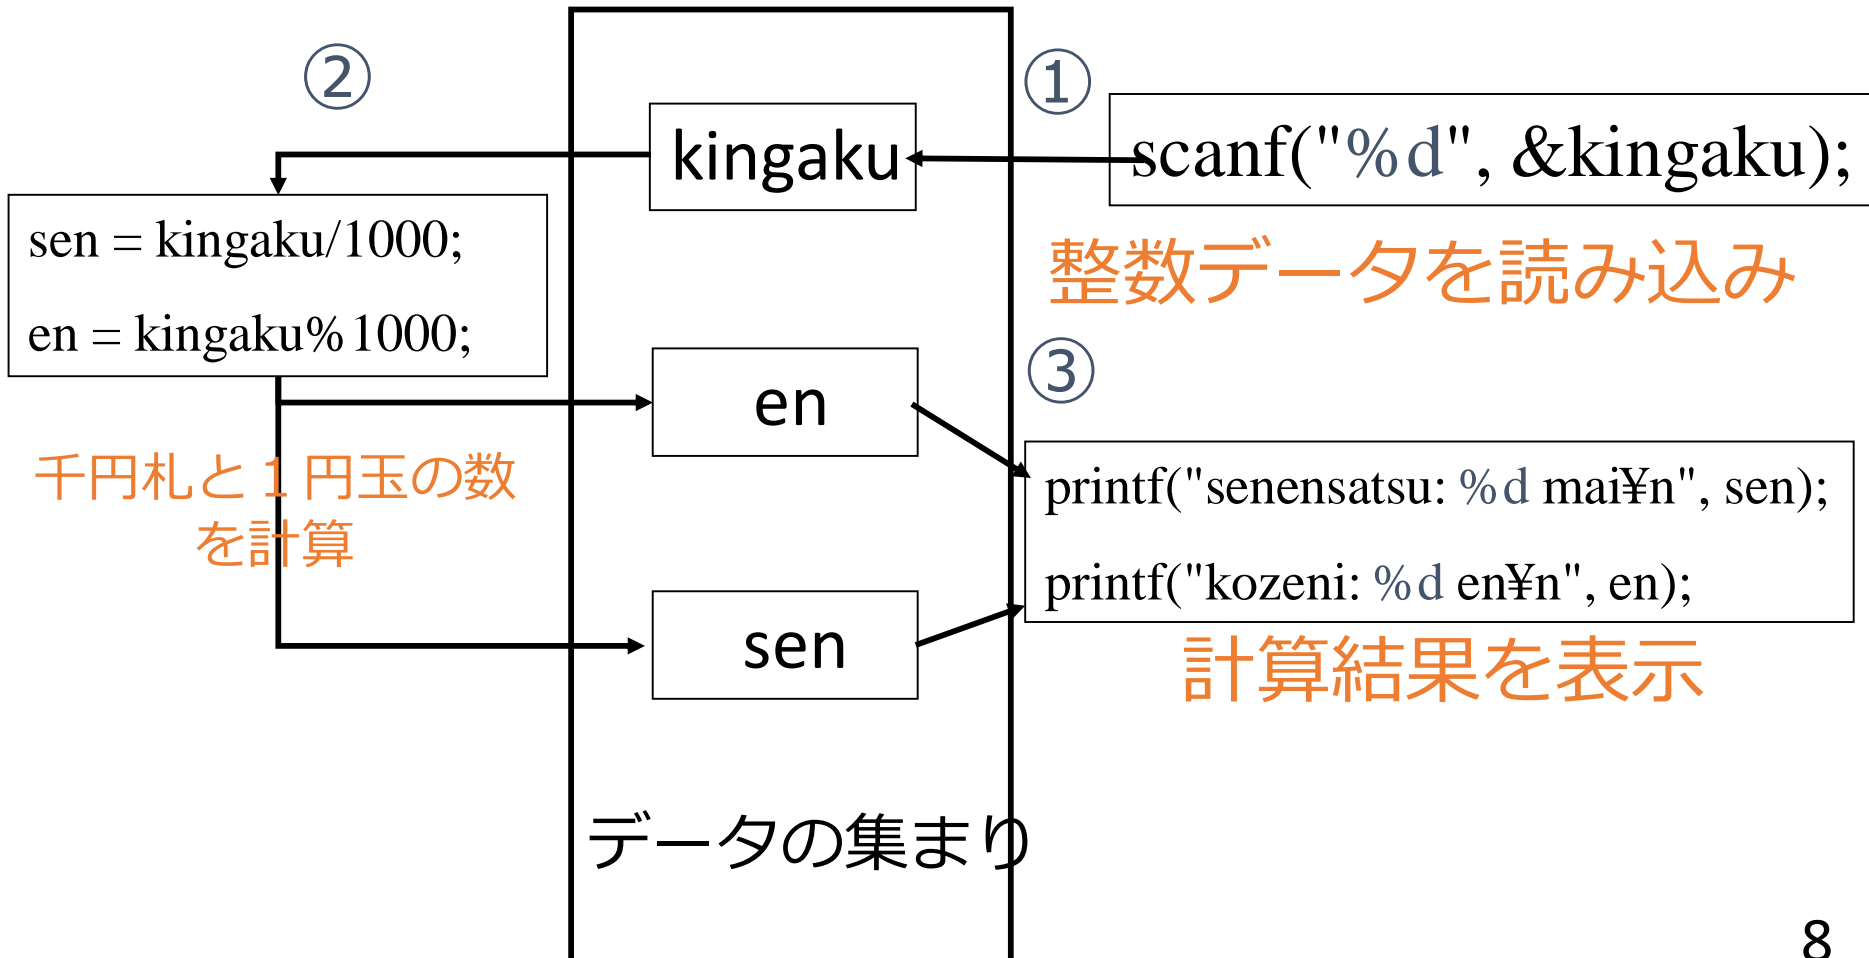 ②
①
kingaku
scanf("%d", &kingaku);
sen = kingaku/1000;
en = kingaku%1000;
整数データを読み込み
en
③
千円札と１円玉の数
を計算
printf("senensatsu: %d mai¥n", sen);
printf("kozeni: %d en¥n", en);
sen
計算結果を表示
データの集まり
8